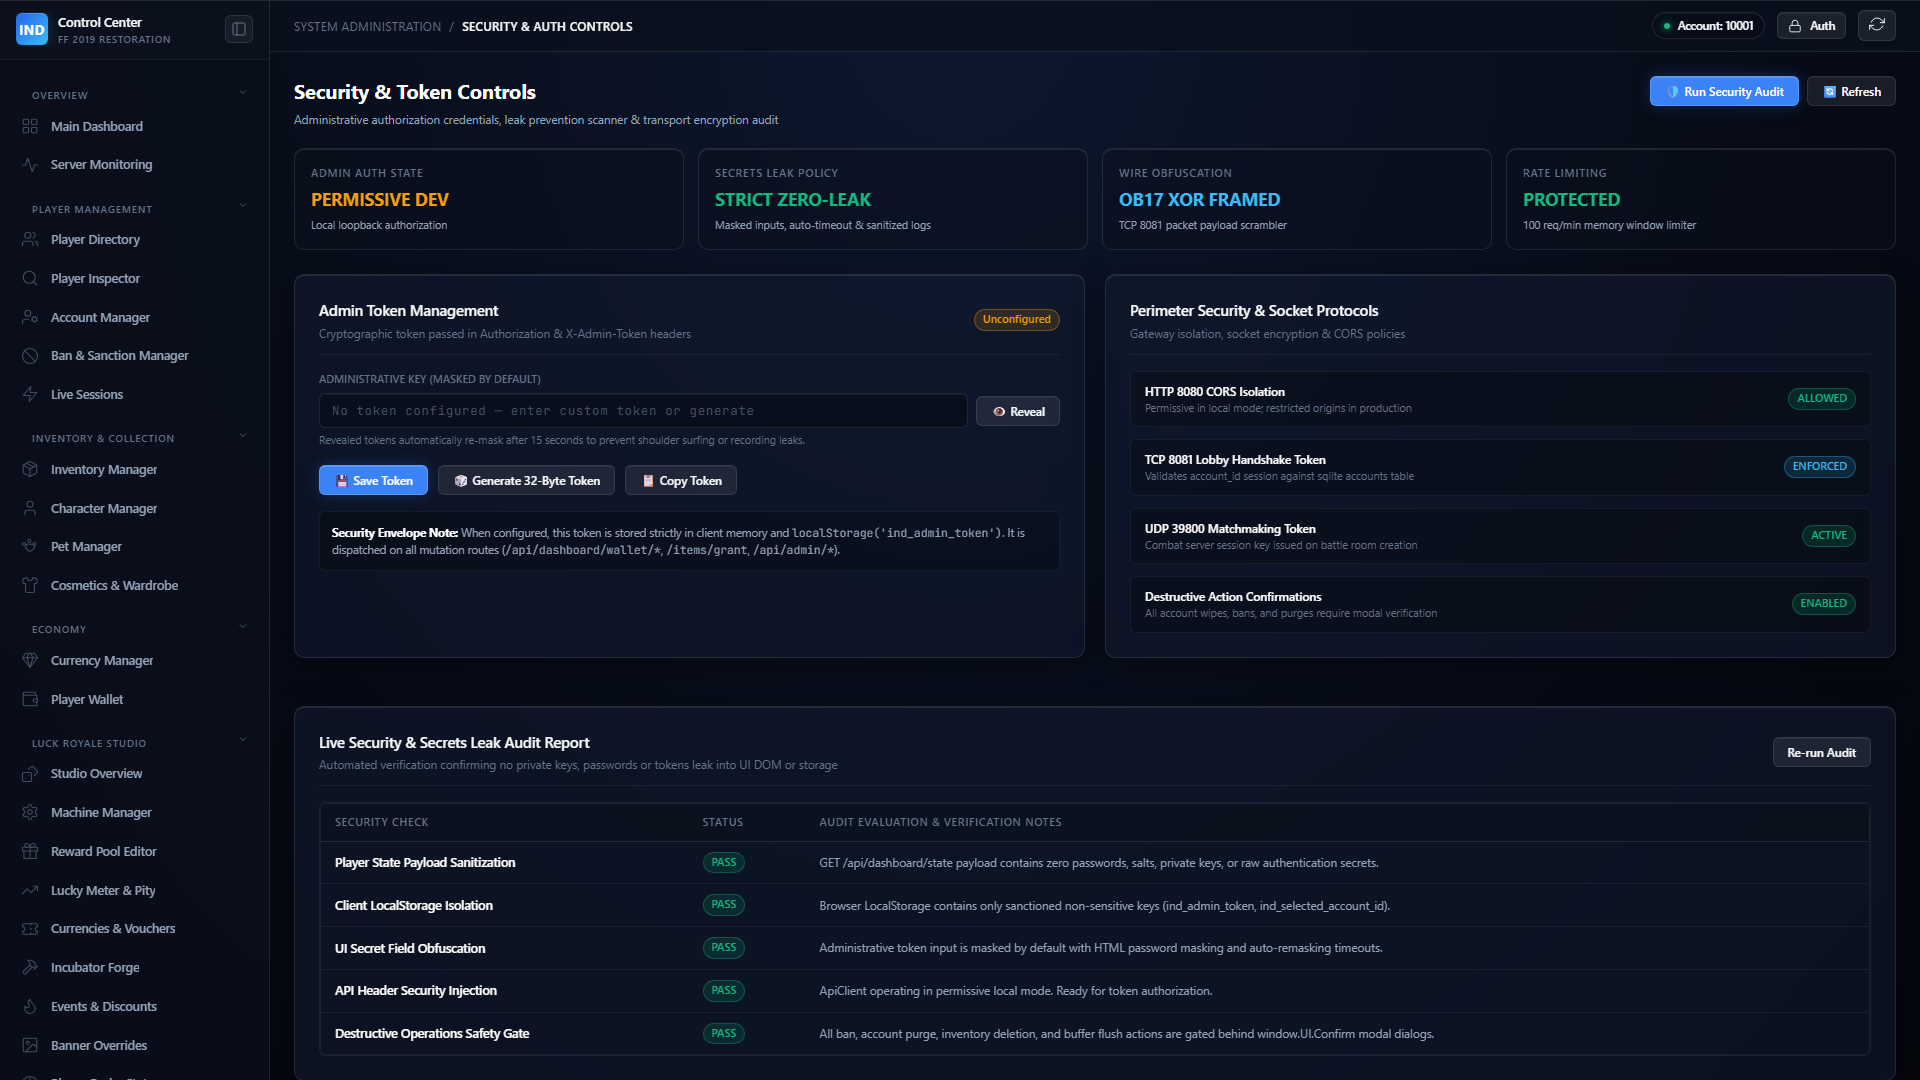 IND
Control Center
FF 2019 RESTORATION
OVERVIEW
Main Dashboard
Server Monitoring
PLAYER MANAGEMENT
Player Directory
Player Inspector
Account Manager
Ban & Sanction Manager
Live Sessions
INVENTORY & COLLECTION
Inventory Manager
Character Manager
Pet Manager
Cosmetics & Wardrobe
ECONOMY
Currency Manager
Player Wallet
LUCK ROYALE STUDIO
Studio Overview
Machine Manager
Reward Pool Editor
Lucky Meter & Pity
Currencies & Vouchers
Incubator Forge
Events & Discounts
Banner Overrides
SYSTEM ADMINISTRATION / SECURITY & AUTH CONTROLS
Account: 10001
Auth
Security & Token Controls
Administrative authorization credentials, leak prevention scanner & transport encryption audit
Run Security Audit
Refresh
ADMIN AUTH STATE
PERMISSIVE DEV
Local loopback authorization
SECRETS LEAK POLICY
STRICT ZERO-LEAK
Masked inputs, auto-timeout & sanitized logs
WIRE OBFUSCATION
OB17 XOR FRAMED
TCP 8081 packet payload scrambler
RATE LIMITING
PROTECTED
100 req/min memory window limiter
Admin Token Management
Cryptographic token passed in Authorization & X-Admin-Token headers
Unconfigured
ADMINISTRATIVE KEY (MASKED BY DEFAULT)
No token configured — enter custom token or generate
Reveal
Revealed tokens automatically re-mask after 15 seconds to prevent shoulder surfing or recording leaks.
Save Token
Generate 32-Byte Token
Copy Token
Security Envelope Note: When configured, this token is stored strictly in client memory and localStorage('ind_admin_token'). It is
dispatched on all mutation routes (/api/dashboard/wallet/*, /items/grant, /api/admin/*).
Perimeter Security & Socket Protocols
Gateway isolation, socket encryption & CORS policies
HTTP 8080 CORS Isolation
Permissive in local mode; restricted origins in production
ALLOWED
TCP 8081 Lobby Handshake Token
Validates account_id session against sqlite accounts table
ENFORCED
UDP 39800 Matchmaking Token
Combat server session key issued on battle room creation
ACTIVE
Destructive Action Confirmations
All account wipes, bans, and purges require modal verification
ENABLED
Live Security & Secrets Leak Audit Report
Automated verification confirming no private keys, passwords or tokens leak into UI DOM or storage
Re-run Audit
SECURITY CHECK STATUS AUDIT EVALUATION & VERIFICATION NOTES
Player State Payload Sanitization PASS GET /api/dashboard/state payload contains zero passwords, salts, private keys, or raw authentication secrets.
Client LocalStorage Isolation PASS Browser LocalStorage contains only sanctioned non-sensitive keys (ind_admin_token, ind_selected_account_id).
UI Secret Field Obfuscation PASS Administrative token input is masked by default with HTML password masking and auto-remasking timeouts.
API Header Security Injection PASS ApiClient operating in permissive local mode. Ready for token authorization.
Destructive Operations Safety Gate PASS All ban, account purge, inventory deletion, and buffer flush actions are gated behind window.UI.Confirm modal dialogs.